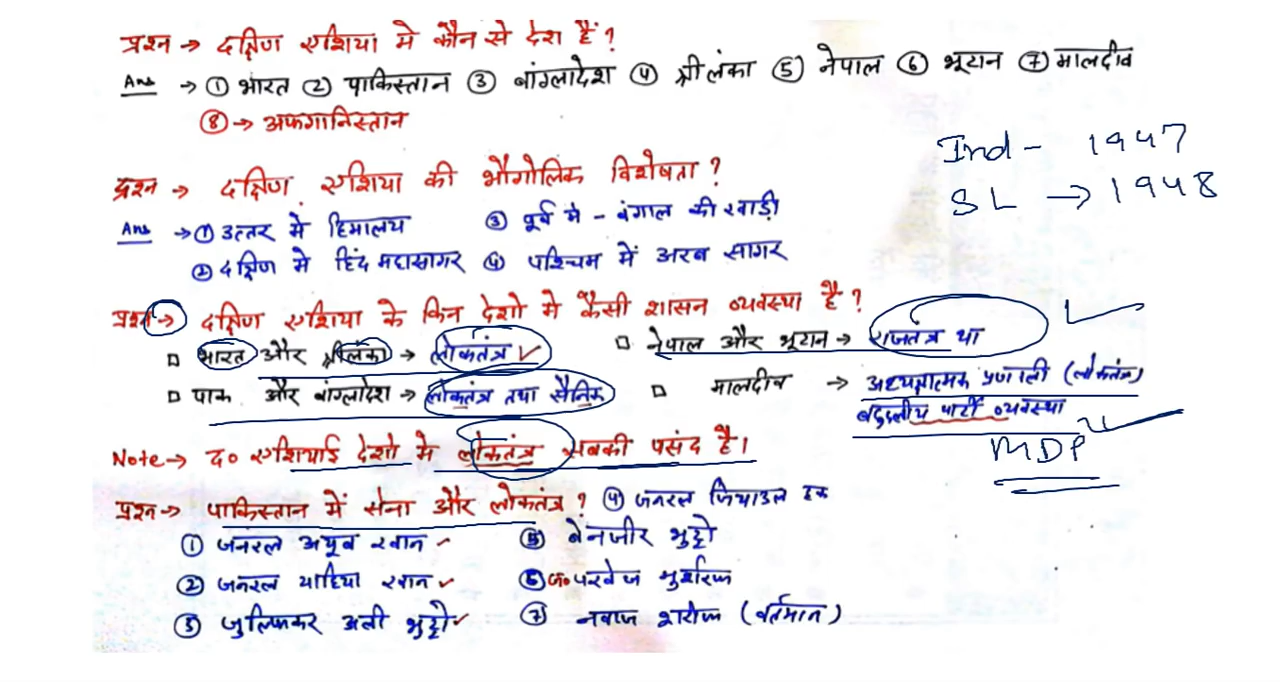 प्रश्न → दक्षिण एशिया मे कौन से देश हैं ?
Ans → ① भारत ② पाकिस्तान ③ बांग्लादेश ④ श्रीलंका ⑤ नेपाल ⑥ भूटान ⑦ मालदीव
⑧ → अफगानिस्तान
Ind - 1947
SL → 1948
प्रश्न → दक्षिण एशिया की भौगोलिक विशेषता ?
Ans → ① उत्तर में हिमालय ③ पूर्व मे - बंगाल की खाड़ी
② दक्षिण मे हिंद महासागर ④ पश्चिम में अरब सागर
प्रश्न → दक्षिण एशिया के किन देशो मे कैसी शासन व्यवस्था है ?
□ भारत और श्रीलंका → लोकतंत्र ✓ □ नेपाल और भूटान → राजतंत्र था
□ पाक और बांग्लादेश → लोकतंत्र तथा सैनिक □ मालदीव → अध्यक्षात्मक प्रणाली (लोकतंत्र)
बहुदलीय पार्टी व्यवस्था
MDP
Note → द० एशियाई देशो मे लोकतंत्र सबकी पसंद है।
प्रश्न → पाकिस्तान में सेना और लोकतंत्र ? ④ जनरल जियाउल हक
① जनरल अयूब खान ✓ ⑤ बेनजीर भुट्टो
② जनरल याहिया खान ✓ ⑥ ज० परवेज मुर्शरफ
③ जुल्फिकर अली भुट्टो ✓ ⑦ नवाज शरीफ (वर्तमान)